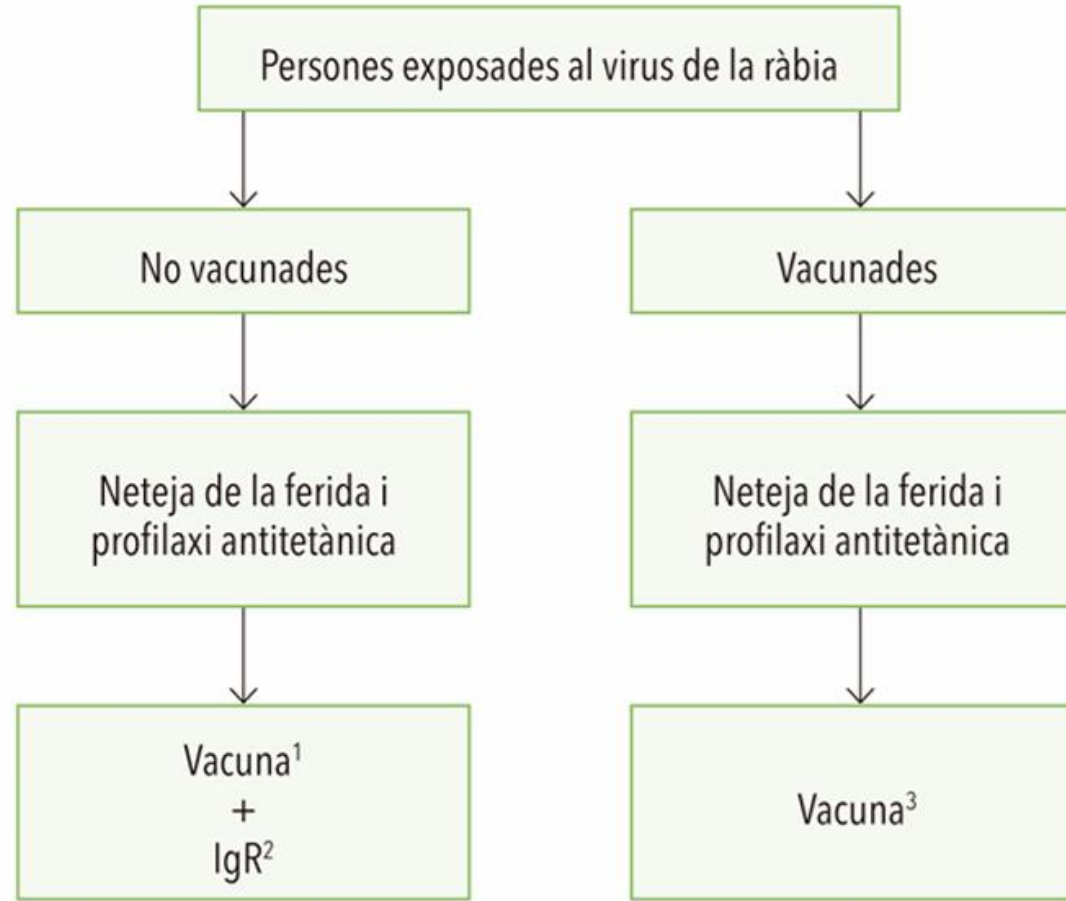 Persones exposades al virus de la ràbia
No vacunades
Vacunades
Neteja de la ferida i
profilaxi antitetànica
Neteja de la ferida i
profilaxi antitetànica
Vacuna¹
+
IgR²
Vacuna³